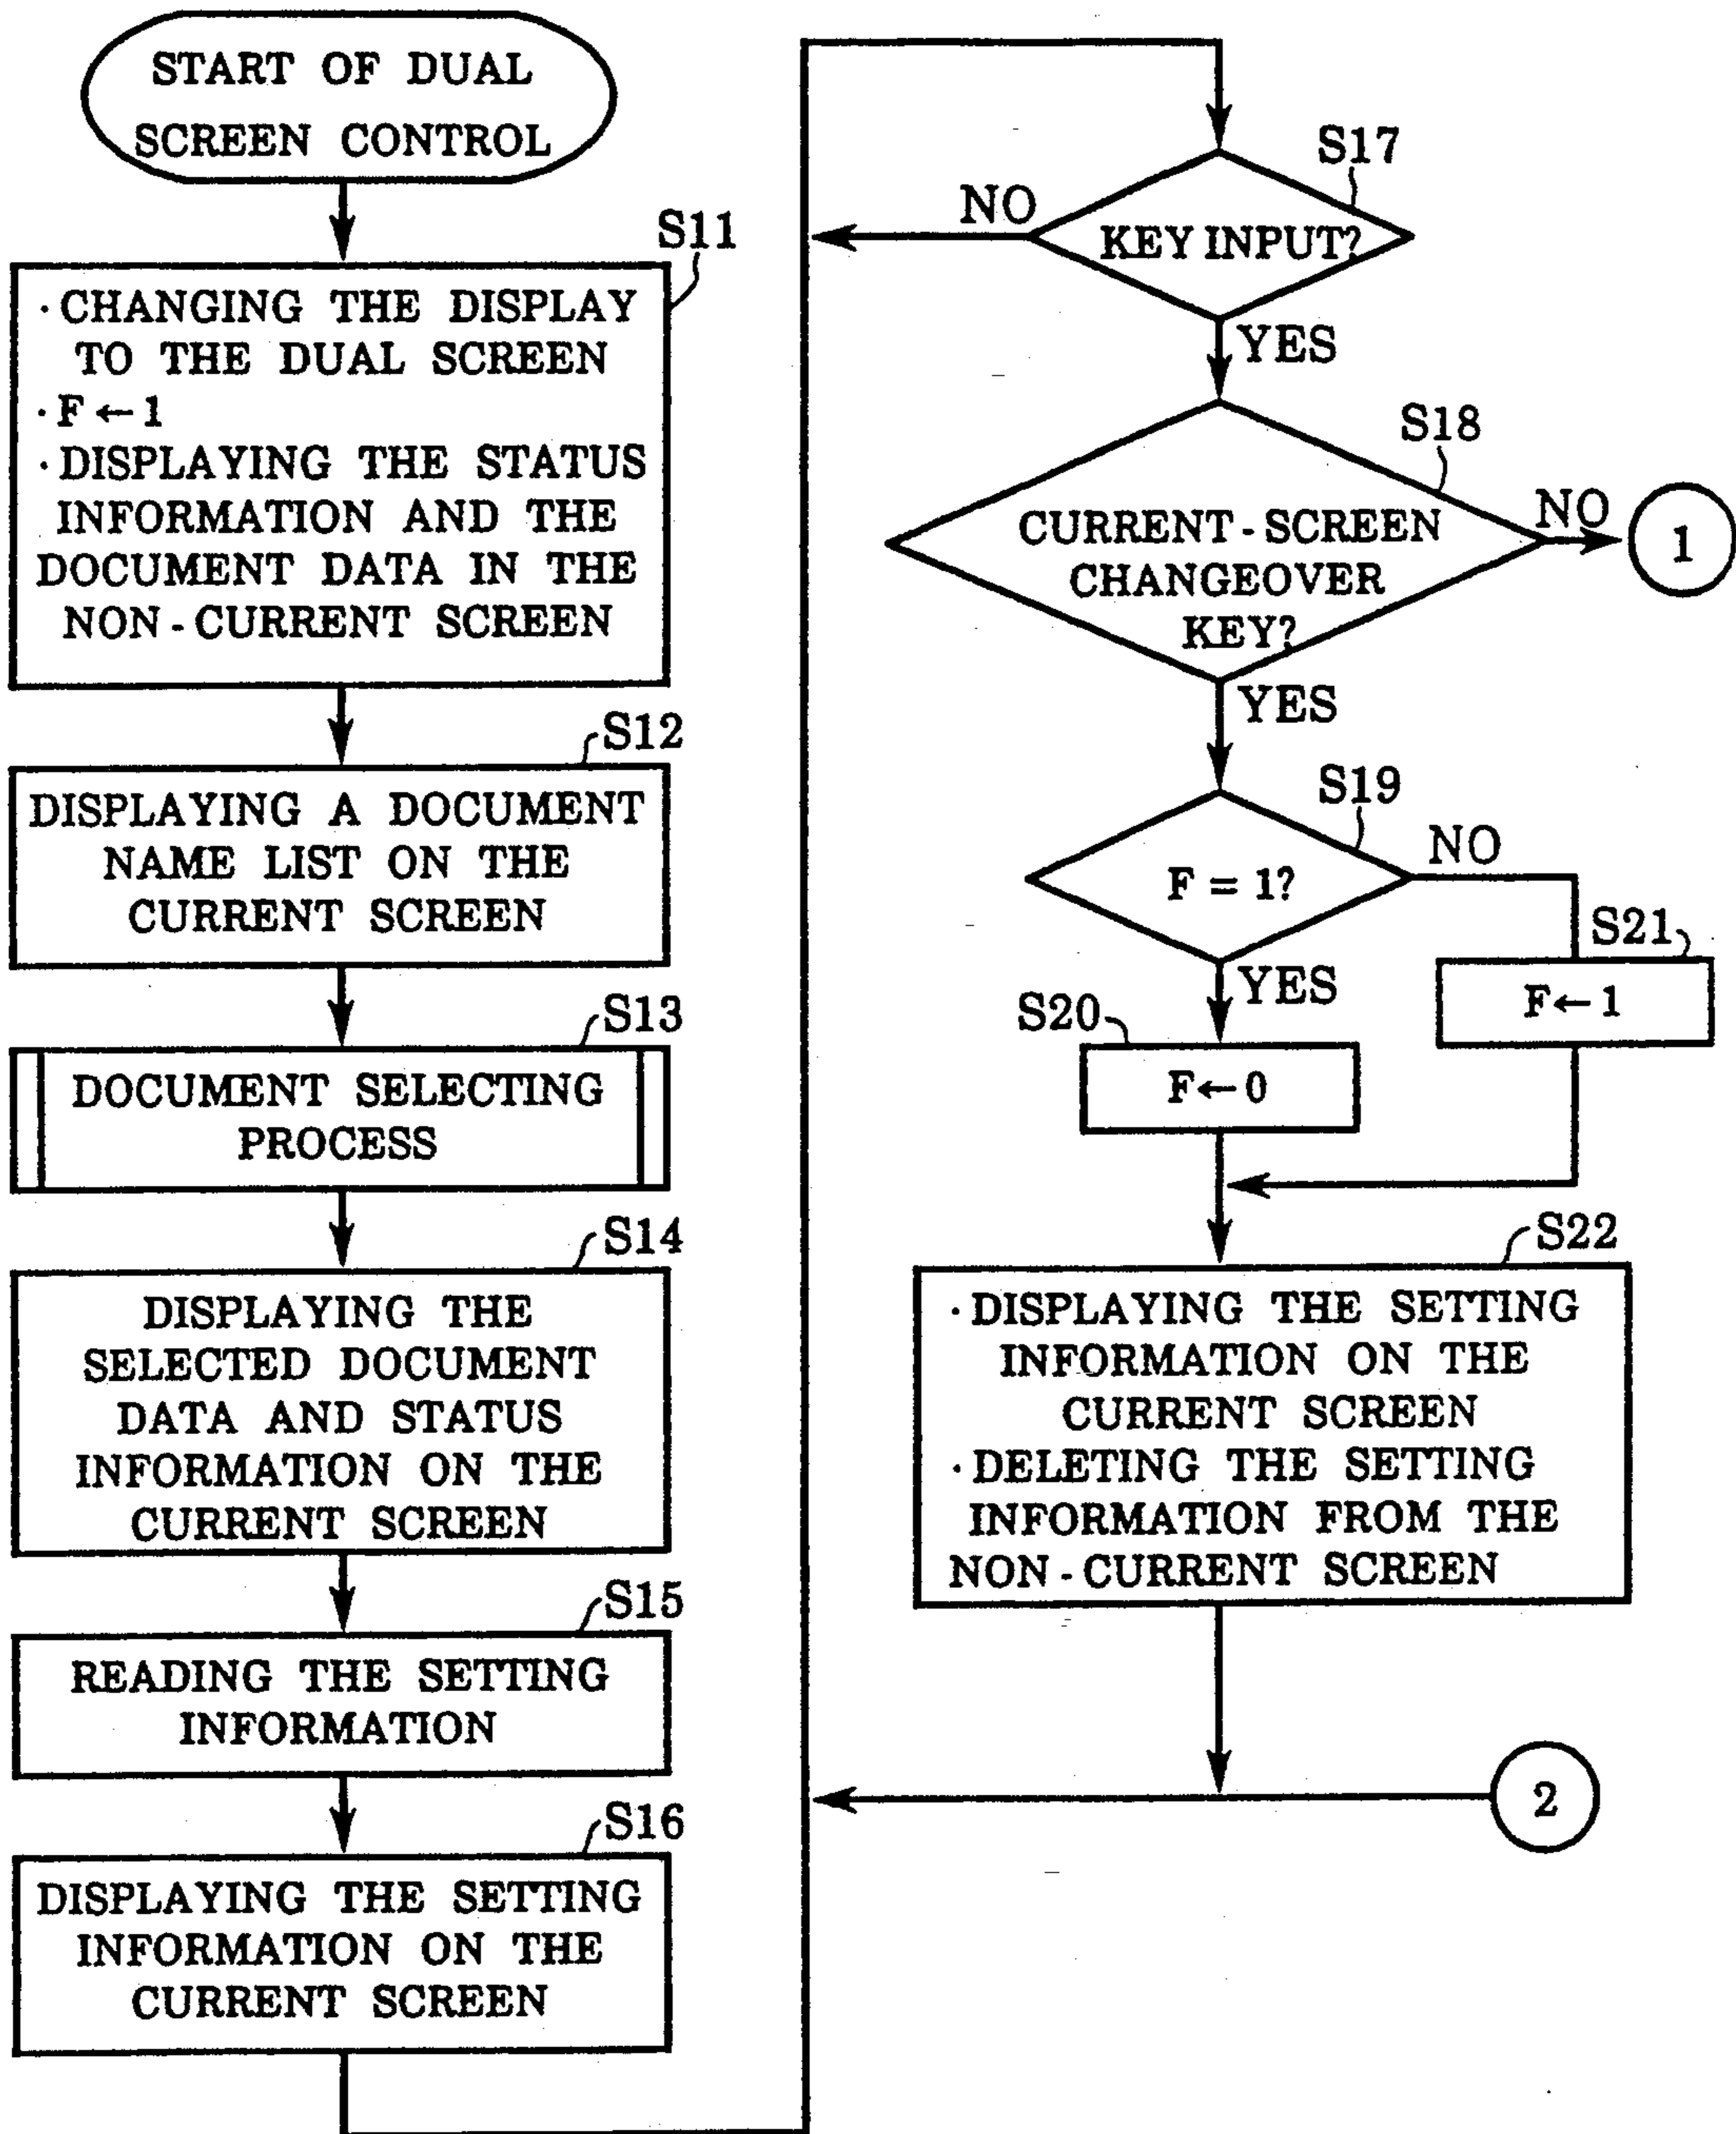 START OF DUAL
SCREEN CONTROL
S11
· CHANGING THE DISPLAY
TO THE DUAL SCREEN
· F ← 1
· DISPLAYING THE STATUS
INFORMATION AND THE
DOCUMENT DATA IN THE
NON - CURRENT SCREEN
S12
DISPLAYING A DOCUMENT
NAME LIST ON THE
CURRENT SCREEN
S13
DOCUMENT SELECTING
PROCESS
S14
DISPLAYING THE
SELECTED DOCUMENT
DATA AND STATUS
INFORMATION ON THE
CURRENT SCREEN
S15
READING THE SETTING
INFORMATION
S16
DISPLAYING THE SETTING
INFORMATION ON THE
CURRENT SCREEN
S17
NO
KEY INPUT?
YES
S18
NO
CURRENT - SCREEN
CHANGEOVER
KEY?
1
YES
S19
NO
F = 1?
S21
YES
F ← 1
S20
F ← 0
S22
· DISPLAYING THE SETTING
INFORMATION ON THE
CURRENT SCREEN
· DELETING THE SETTING
INFORMATION FROM THE
NON - CURRENT SCREEN
2